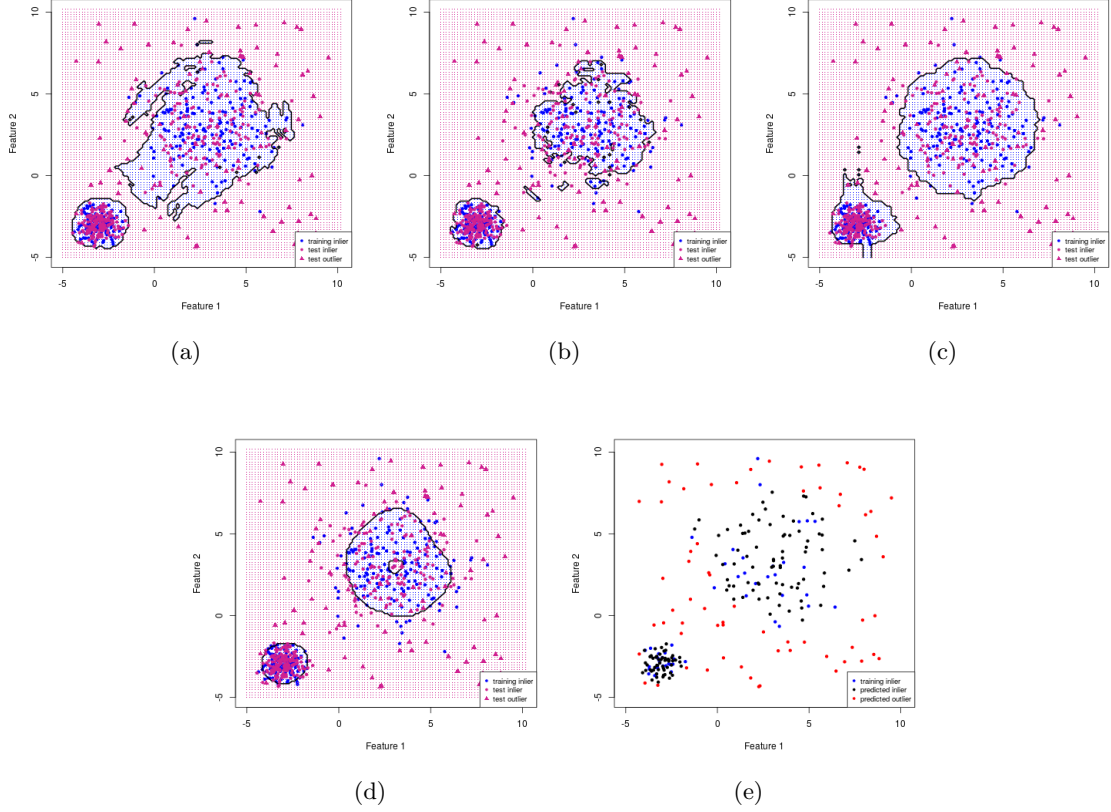 10
5
0
-5
Feature 2
-5
0
5
10
Feature 1
training inlier
test inlier
test outlier
(a)
10
5
0
-5
Feature 2
-5
0
5
10
Feature 1
training inlier
test inlier
test outlier
(b)
10
5
0
-5
Feature 2
-5
0
5
10
Feature 1
training inlier
test inlier
test outlier
(c)
10
5
0
-5
Feature 2
-5
0
5
10
Feature 1
training inlier
test inlier
test outlier
(d)
10
5
0
-5
Feature 2
-5
0
5
10
Feature 1
training inlier
predicted inlier
predicted outlier
(e)